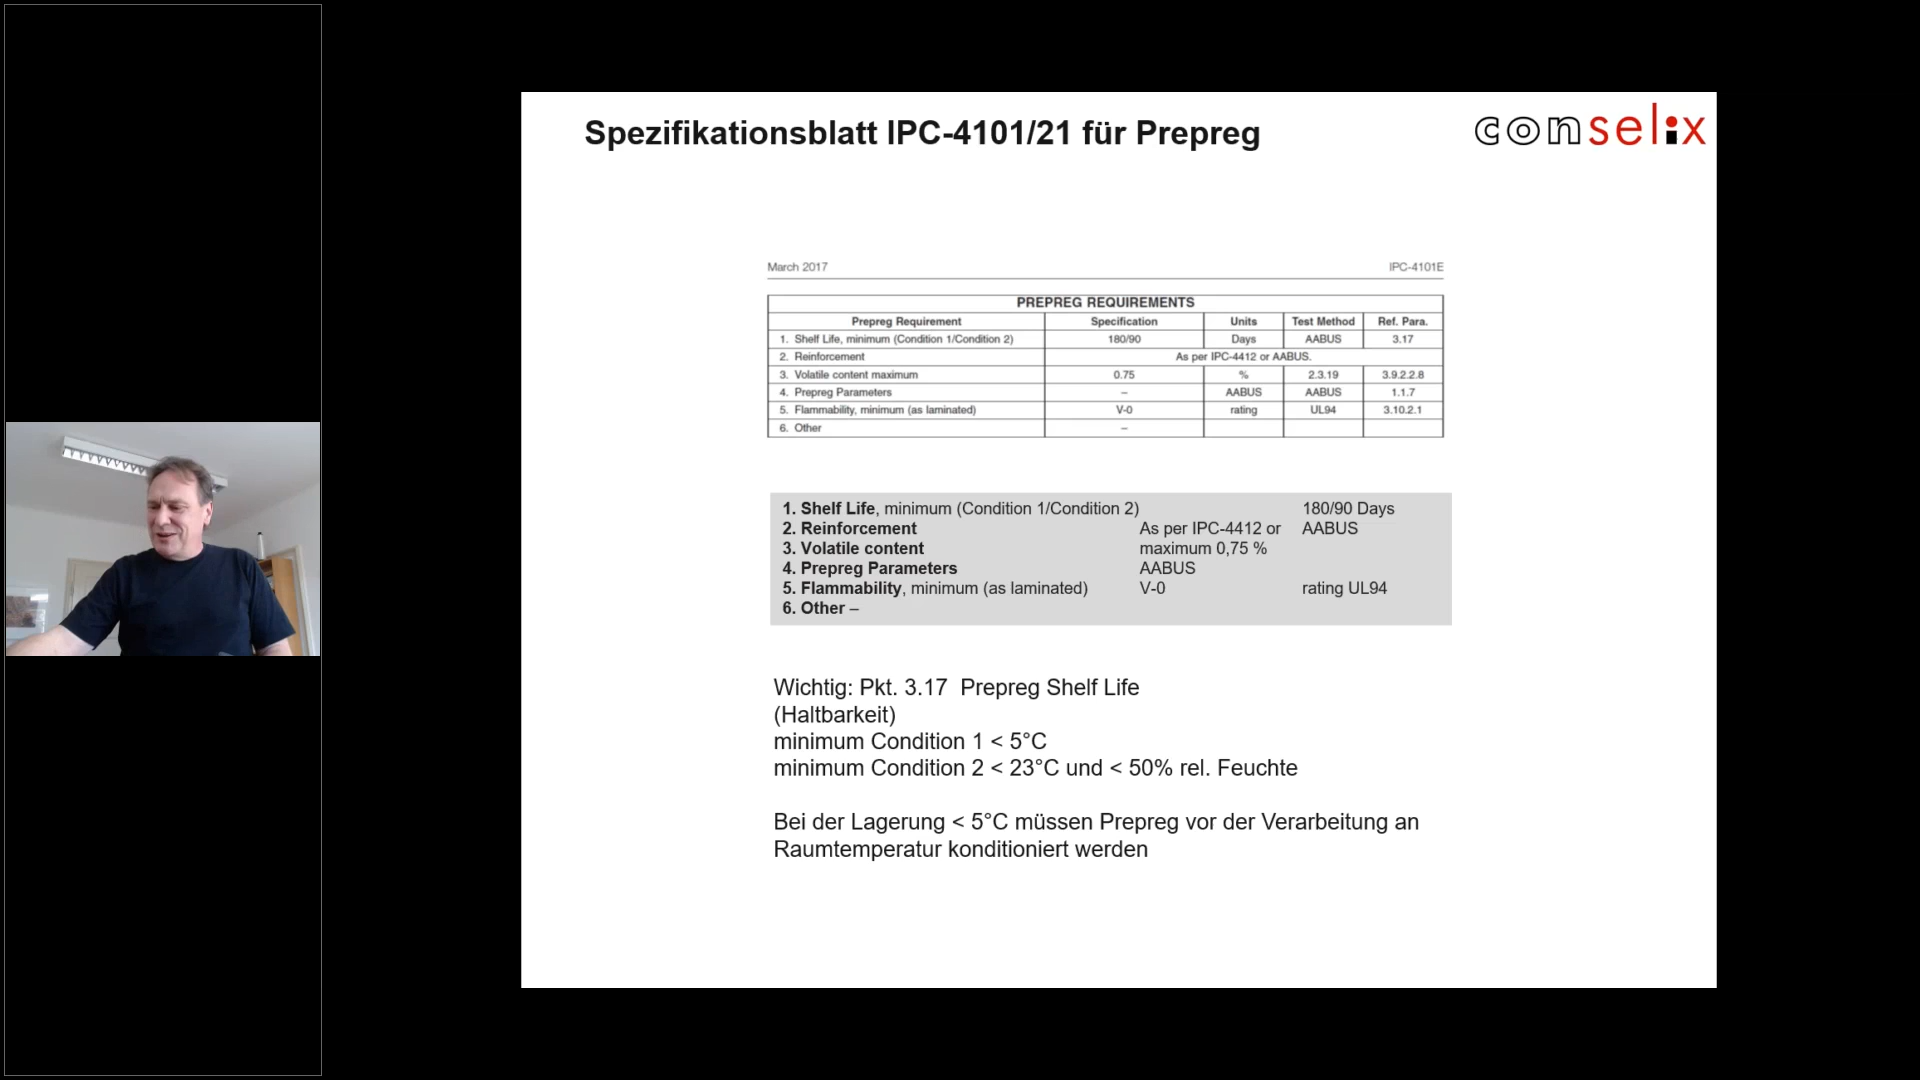 Spezifikationsblatt IPC-4101/21 für Prepreg
conselix
March 2017 IPC-4101E
PREPREG REQUIREMENTS
Prepreg Requirement Specification Units Test Method Ref. Para.
1. Shelf Life, minimum (Condition 1/Condition 2) 180/90 Days AABUS 3.17
2. Reinforcement As per IPC-4412 or AABUS.
3. Volatile content maximum 0.75 % 2.3.19 3.9.2.2.8
4. Prepreg Parameters – AABUS AABUS 1.1.7
5. Flammability, minimum (as laminated) V-0 rating UL94 3.10.2.1
6. Other –
1. Shelf Life, minimum (Condition 1/Condition 2) 180/90 Days
2. Reinforcement As per IPC-4412 or AABUS
3. Volatile content maximum 0,75 %
4. Prepreg Parameters AABUS
5. Flammability, minimum (as laminated) V-0 rating UL94
6. Other –
Wichtig: Pkt. 3.17 Prepreg Shelf Life
(Haltbarkeit)
minimum Condition 1 < 5°C
minimum Condition 2 < 23°C und < 50% rel. Feuchte
Bei der Lagerung < 5°C müssen Prepreg vor der Verarbeitung an
Raumtemperatur konditioniert werden